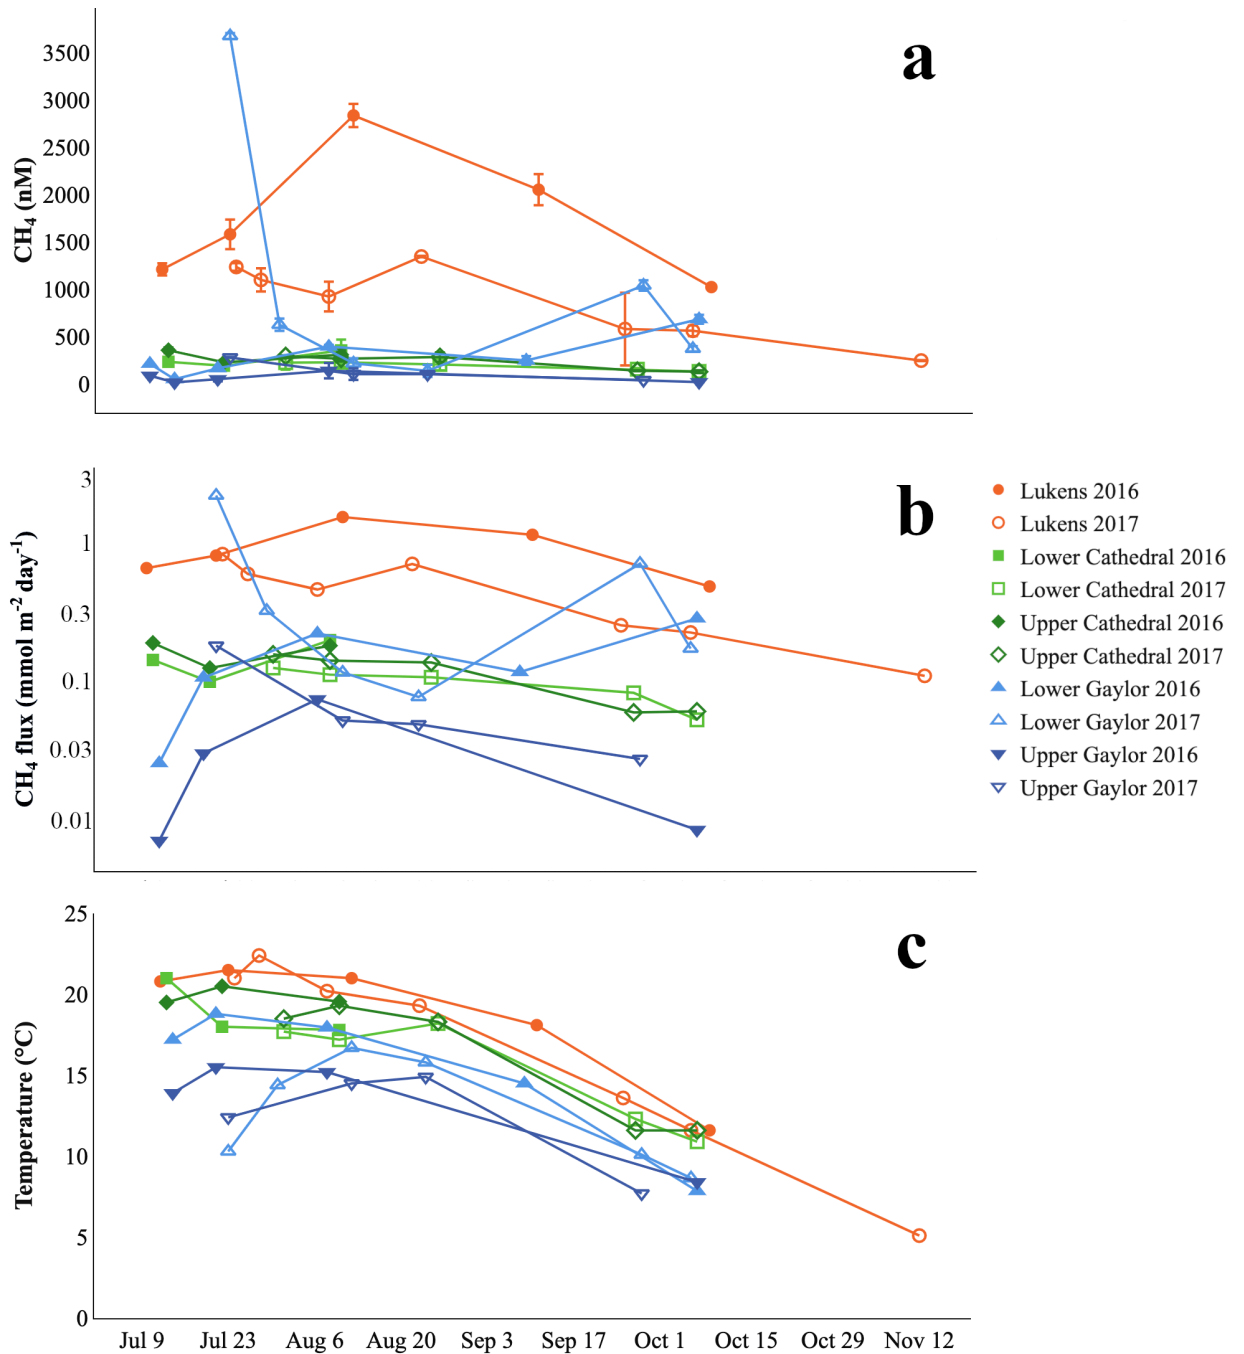 a
3500
3000
2500
2000
1500
1000
500
0
CH₄ (nM)
b
3
1
0.3
0.1
0.03
0.01
CH₄ flux (mmol m⁻² day⁻¹)
Lukens 2016
Lukens 2017
Lower Cathedral 2016
Lower Cathedral 2017
Upper Cathedral 2016
Upper Cathedral 2017
Lower Gaylor 2016
Lower Gaylor 2017
Upper Gaylor 2016
Upper Gaylor 2017
c
25
20
15
10
5
0
Temperature (°C)
Jul 9 Jul 23 Aug 6 Aug 20 Sep 3 Sep 17 Oct 1 Oct 15 Oct 29 Nov 12